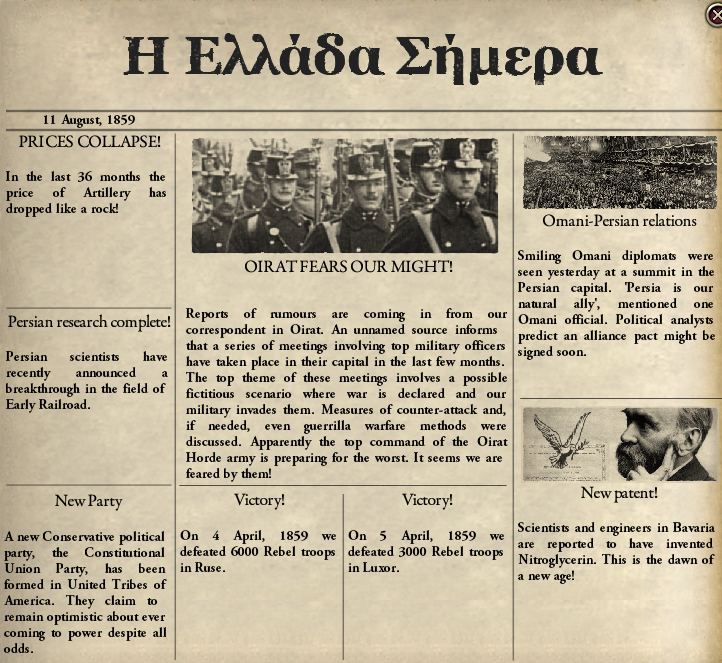 Η Ελλάδα Σήμερα
11 August, 1859
PRICES COLLAPSE!
In the last 36 months the
price of Artillery has
dropped like a rock!
Persian research complete!
Persian scientists have
recently announced a
breakthrough in the field of
Early Railroad.
New Party
A new Conservative political
party, the Constitutional
Union Party, has been
formed in United Tribes of
America. They claim to
remain optimistic about ever
coming to power despite all
odds.
OIRAT FEARS OUR MIGHT!
Reports of rumours are coming in from our
correspondent in Oirat. An unnamed source informs
that a series of meetings involving top military officers
have taken place in their capital in the last few months.
The top theme of these meetings involves a possible
fictitious scenario where war is declared and our
military invades them. Measures of counter-attack and,
if needed, even guerrilla warfare methods were
discussed. Apparently the top command of the Oirat
Horde army is preparing for the worst. It seems we are
feared by them!
Victory!
On 4 April, 1859 we
defeated 6000 Rebel troops
in Ruse.
Victory!
On 5 April, 1859 we
defeated 3000 Rebel troops
in Luxor.
Omani-Persian relations
Smiling Omani diplomats were
seen yesterday at a summit in the
Persian capital. 'Persia is our
natural ally', mentioned one
Omani official. Political analysts
predict an alliance pact might be
signed soon.
New patent!
Scientists and engineers in Bavaria
are reported to have invented
Nitroglycerin. This is the dawn of
a new age!